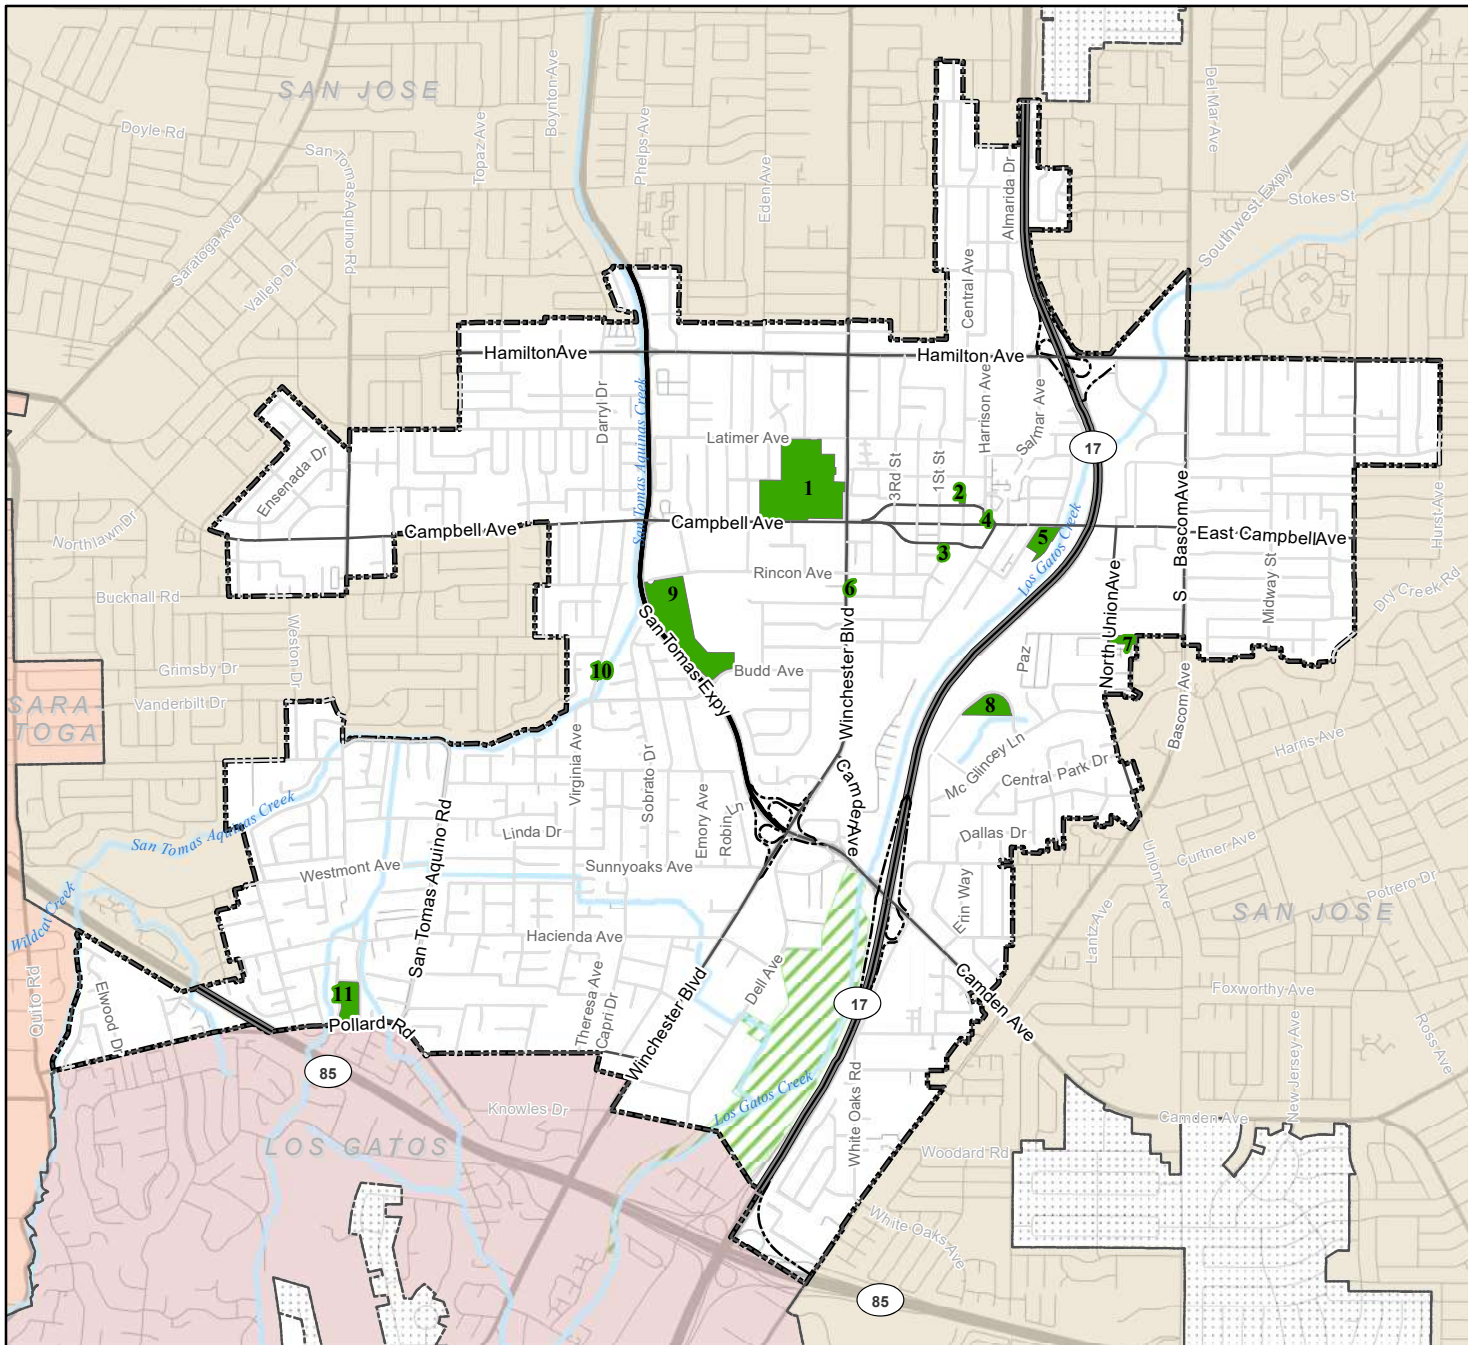 SAN JOSE
Doyle Rd
San Tomas Aquino Rd
Topaz Ave
Boynton Ave
Phelps Ave
Eden Ave
Del Mar Ave
Southwest Expy
Stokes St
Saratoga Ave
Vallejo Dr
Almarida Dr
Central Ave
Hamilton Ave
Hamilton Ave
Darryl Dr
San Tomas Aquinas Creek
Latimer Ave
Harrison Ave
Salmar Ave
17
Ensenada Dr
3Rd St
1St St
1
2
4
Campbell Ave
Campbell Ave
5
3
Los Gatos Creek
S. Bascom Ave
East Campbell Ave
Hurst Ave
Northlawn Dr
Bucknall Rd
Weston Dr
Rincon Ave
6
9
Winchester Blvd
North Union Ave
Midway St
Dry Creek Rd
7
Paz
Grimsby Dr
Vanderbilt Dr
10
San Tomas Expy
Budd Ave
8
Bascom Ave
Harris Ave
SARA-
TOGA
Virginia Ave
Sobrato Dr
Emory Ave
Robin Ln
Camden Ave
Mc Glincey Ln
Central Park Dr
Dallas Dr
San Tomas Aquinas Creek
Linda Dr
San Tomas Aquino Rd
Westmont Ave
Sunnyoaks Ave
Union Ave
Curtner Ave
Potrero Dr
SAN JOSE
Wildcat Creek
Erin Way
Lantz Ave
Hacienda Ave
Quito Rd
Elwood Dr
11
Pollard Rd
Theresa Ave
Capri Dr
Winchester Blvd
Dell Ave
17
Camden Ave
Foxworthy Ave
New Jersey Ave
Ross Ave
85
Los Gatos Creek
White Oaks Rd
Knowles Dr
LOS GATOS
Camden Ave
Woodard Rd
White Oaks Ave
85